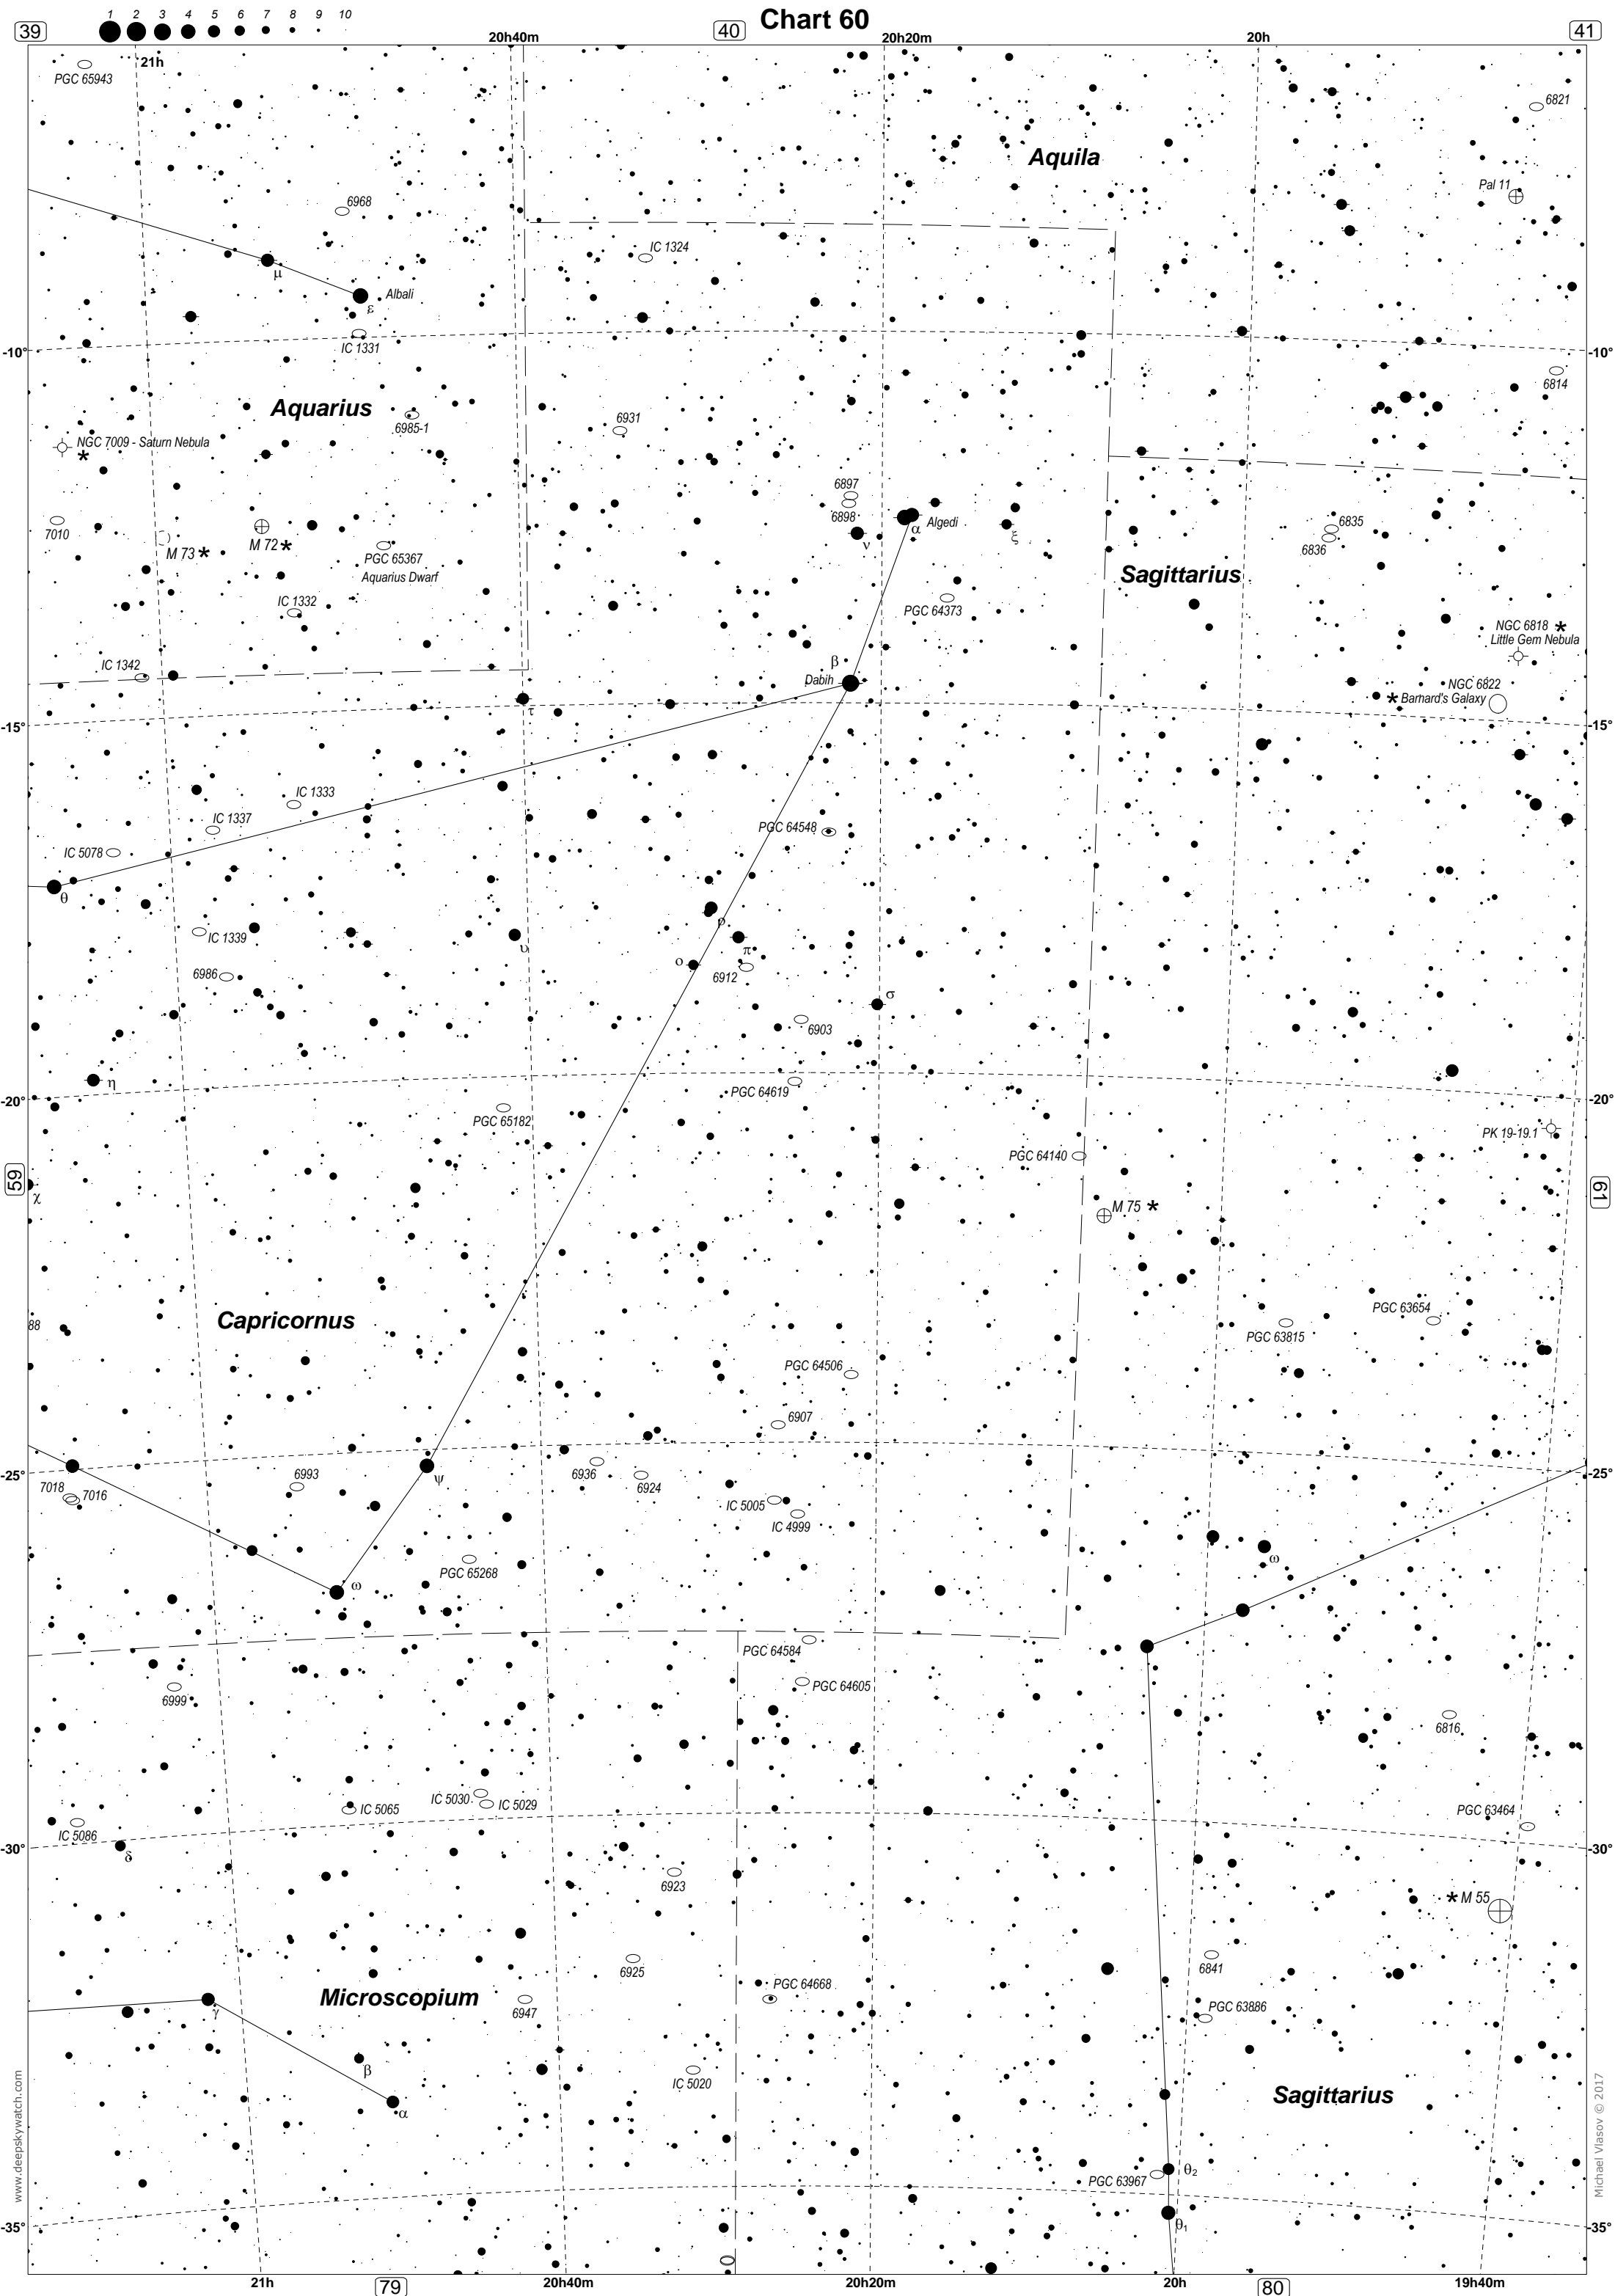 Chart 60
39
1 2 3 4 5 6 7 8 9 10
40
41
20h40m
20h20m
20h
21h
PGC 65943
6821
Aquila
Pal 11
6968
IC 1324
μ
Albali
ε
IC 1331
-10°
-10°
6814
Aquarius
6985-1
6931
NGC 7009 - Saturn Nebula
*
6897
6898
Algedi
α
ν
ξ
7010
M 73 *
M 72 *
PGC 65367
Aquarius Dwarf
6835
6836
Sagittarius
IC 1332
PGC 64373
NGC 6818 *
Little Gem Nebula
IC 1342
β
Dabih
NGC 6822
* Barnard's Galaxy
τ
-15°
-15°
IC 1333
IC 1337
PGC 64548
IC 5078
θ
ρ
IC 1339
υ
π
ο
6986
6912
σ
6903
η
PGC 64619
-20°
-20°
PGC 65182
PK 19-19.1
PGC 64140
59
61
χ
M 75 *
Capricornus
88
PGC 63654
PGC 63815
PGC 64506
6907
-25°
-25°
ψ
6993
6936
6924
7018
7016
IC 5005
IC 4999
ω
PGC 65268
ω
PGC 64584
PGC 64605
6999
6816
IC 5030
IC 5029
IC 5065
PGC 63464
IC 5086
-30°
-30°
δ
6923
* M 55
6925
6841
PGC 64668
Microscopium
6947
PGC 63886
γ
β
IC 5020
α
Sagittarius
θ2
PGC 63967
θ1
-35°
-35°
www.deepskywatch.com
Michael Vlasov © 2017
0
21h
79
20h40m
20h20m
20h
80
19h40m